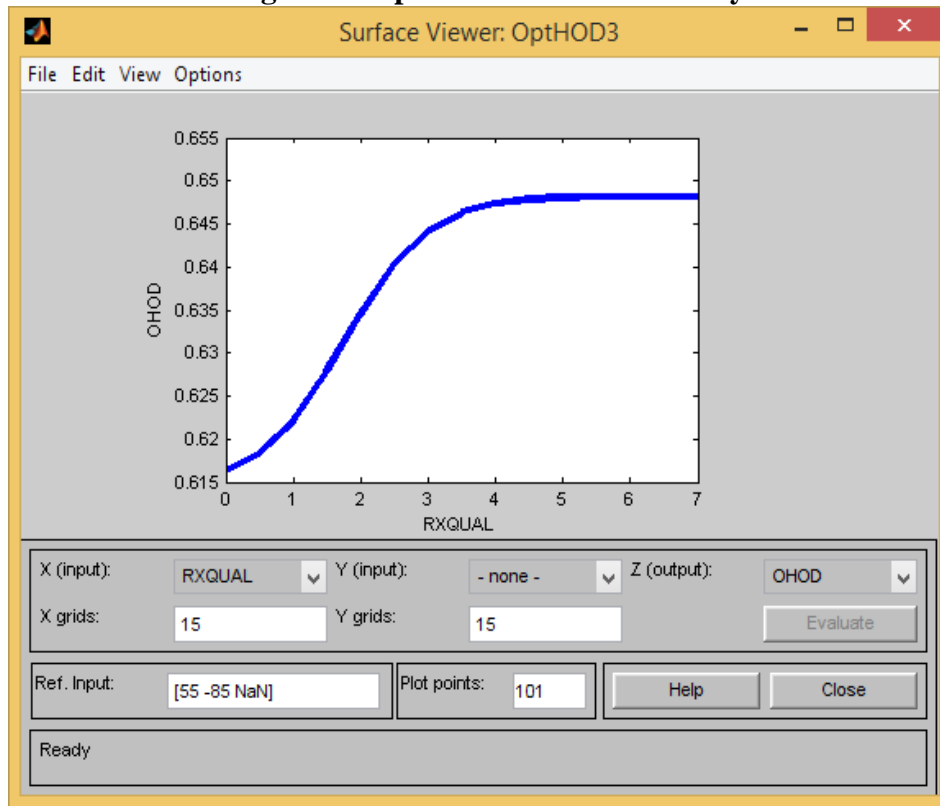 Surface Viewer: OptHOD3
File Edit View Options
0.655
0.65
0.645
0.64
0.635
0.63
0.625
0.62
0.615
OHOD
0 1 2 3 4 5 6 7
RXQUAL
X (input): RXQUAL Y (input): - none - Z (output): OHOD
X grids: 15 Y grids: 15 Evaluate
Ref. Input: [55 -85 NaN] Plot points: 101 Help Close
Ready